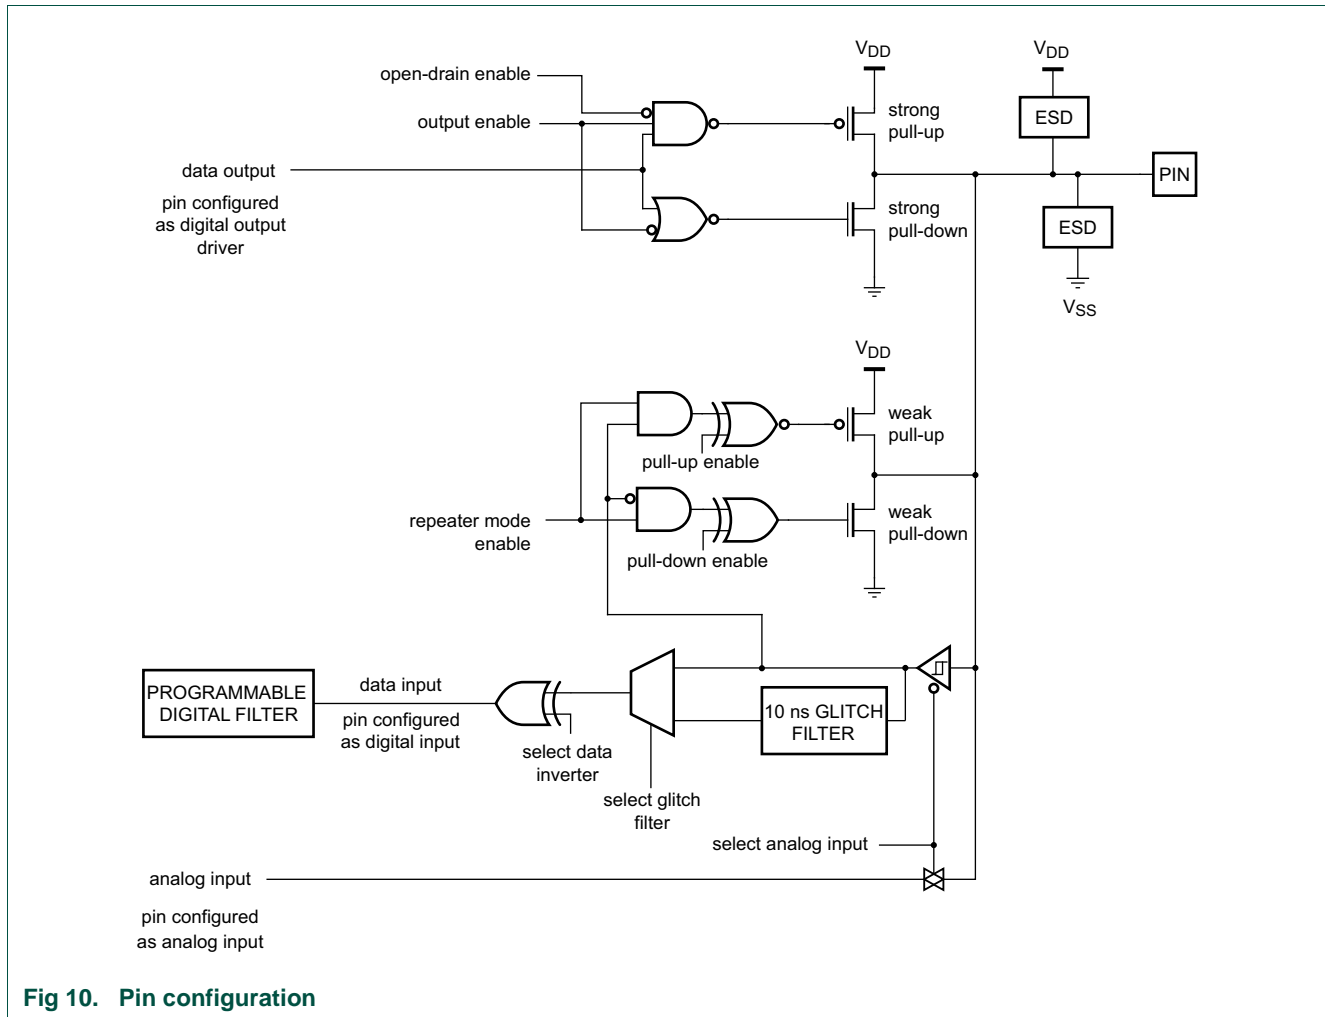 VDD
VDD
open-drain enable
strong
pull-up
ESD
output enable
data output
PIN
pin configured
as digital output
driver
strong
pull-down
ESD
VSS
VDD
weak
pull-up
pull-up enable
repeater mode
enable
weak
pull-down
pull-down enable
PROGRAMMABLE
DIGITAL FILTER
data input
pin configured
as digital input
10 ns GLITCH
FILTER
select data
inverter
select glitch
filter
select analog input
analog input
pin configured
as analog input
Fig 10. Pin configuration